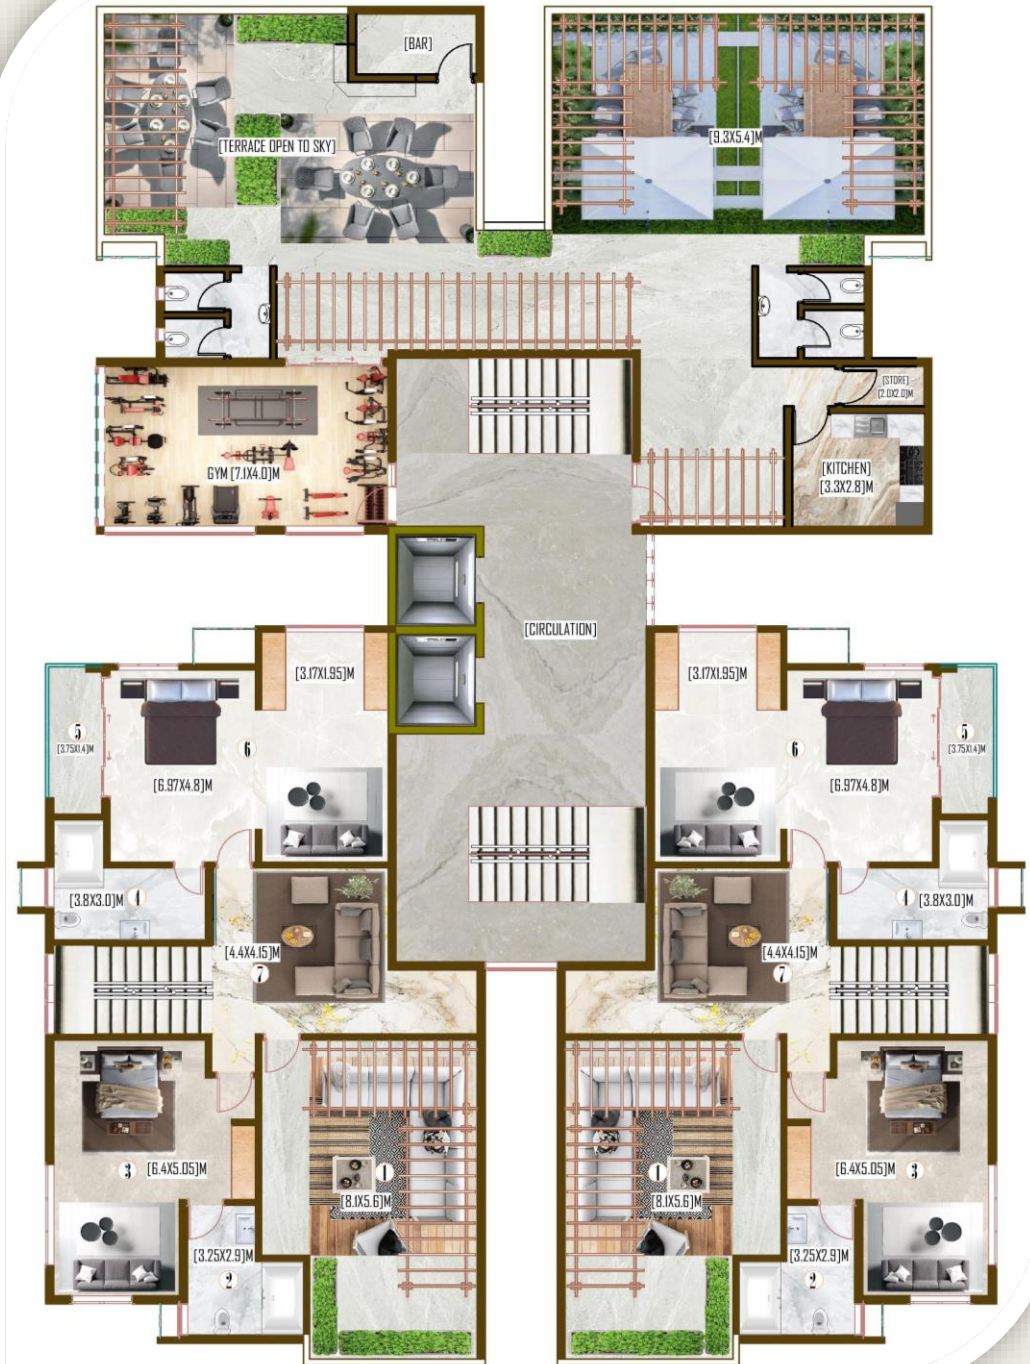 [BAR]
[TERRACE OPEN TO SKY]
[9.3X5.4]M
[STORE]
[2.0X2.0]M
GYM [7.1X4.0]M
[KITCHEN]
[3.3X2.8]M
[CIRCULATION]
[3.17X1.95]M
[3.17X1.95]M
5
[3.75X1.4]M
6
[6.97X4.8]M
6
[6.97X4.8]M
5
[3.75X1.4]M
[3.8X3.0]M 4
4 [3.8X3.0]M
[4.4X4.15]M
7
[4.4X4.15]M
7
3 [6.4X5.05]M
1
[8.1X5.6]M
1
[8.1X5.6]M
[6.4X5.05]M 3
[3.25X2.9]M
2
[3.25X2.9]M
2